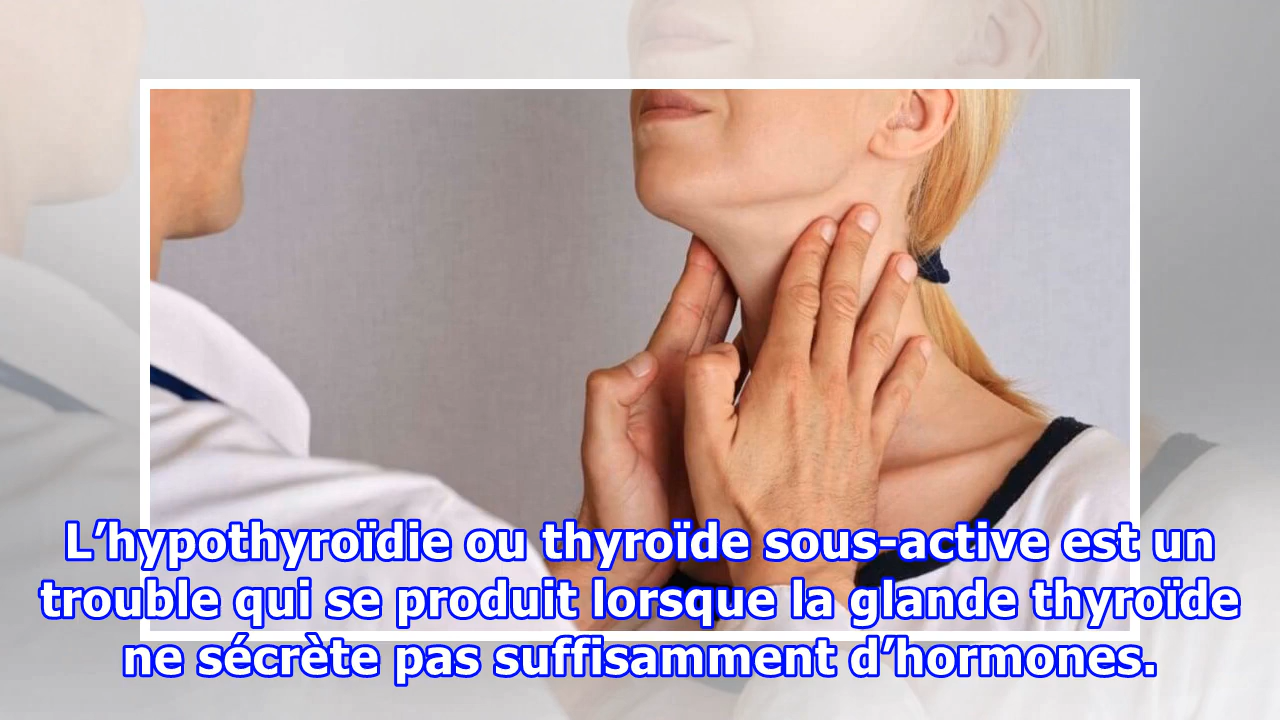 L’hypothyroïdie ou thyroïde sous-active est un
trouble qui se produit lorsque la glande thyroïde
ne sécrète pas suffisamment d’hormones.